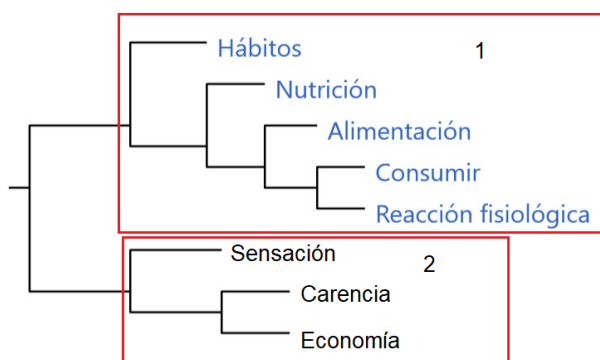 Hábitos
1
Nutrición
Alimentación
Consumir
Reacción fisiológica
Sensación
2
Carencia
Economía